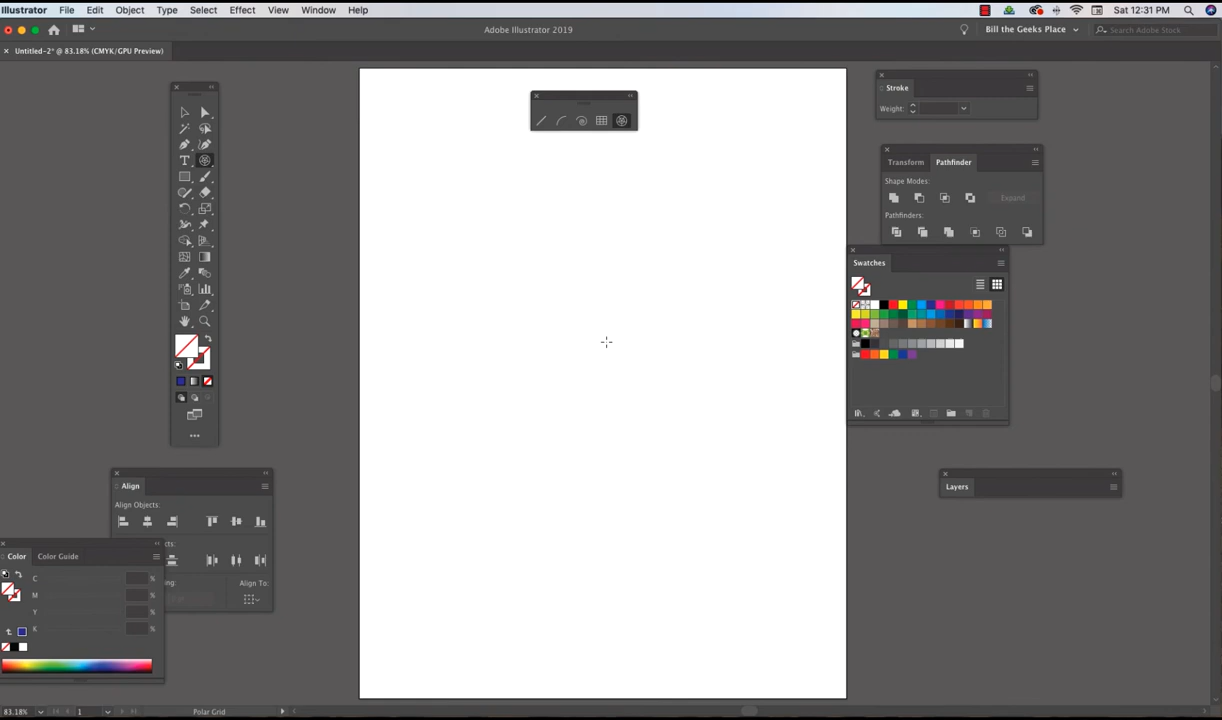 Illustrator File Edit Object Type Select Effect View Window Help
Sat 12:31 PM
Adobe Illustrator 2019
Bill the Geeks Place
Search Adobe Stock
Untitled-2* @ 83.18% (CMYK/GPU Preview)
Stroke
Weight:
Transform Pathfinder
Shape Modes:
Expand
Pathfinders:
Swatches
T
Align
Align Objects:
Layers
Color Color Guide
C %
M %
Y %
K %
Align To:
83.18% 1 Polar Grid